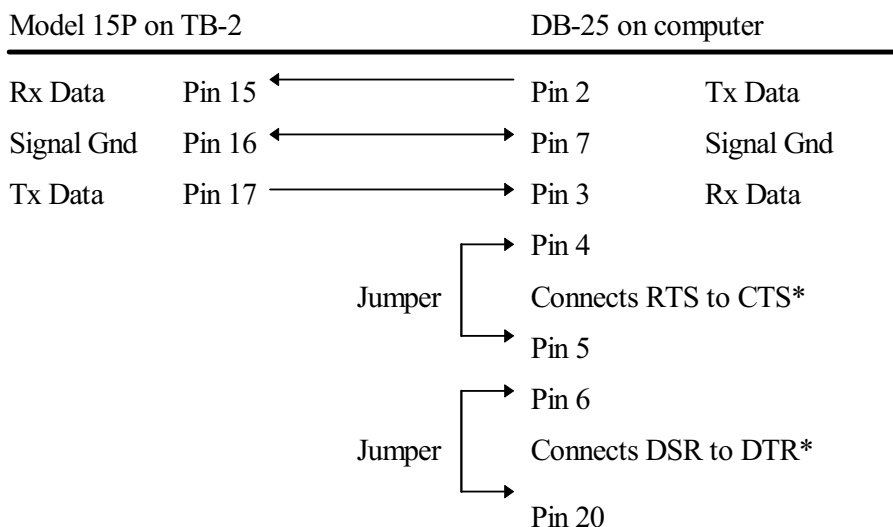 Model 15P on TB-2 DB-25 on computer
Rx Data Pin 15 Pin 2 Tx Data
Signal Gnd Pin 16 Pin 7 Signal Gnd
Tx Data Pin 17 Pin 3 Rx Data
Pin 4
Jumper Connects RTS to CTS*
Pin 5
Pin 6
Jumper Connects DSR to DTR*
Pin 20